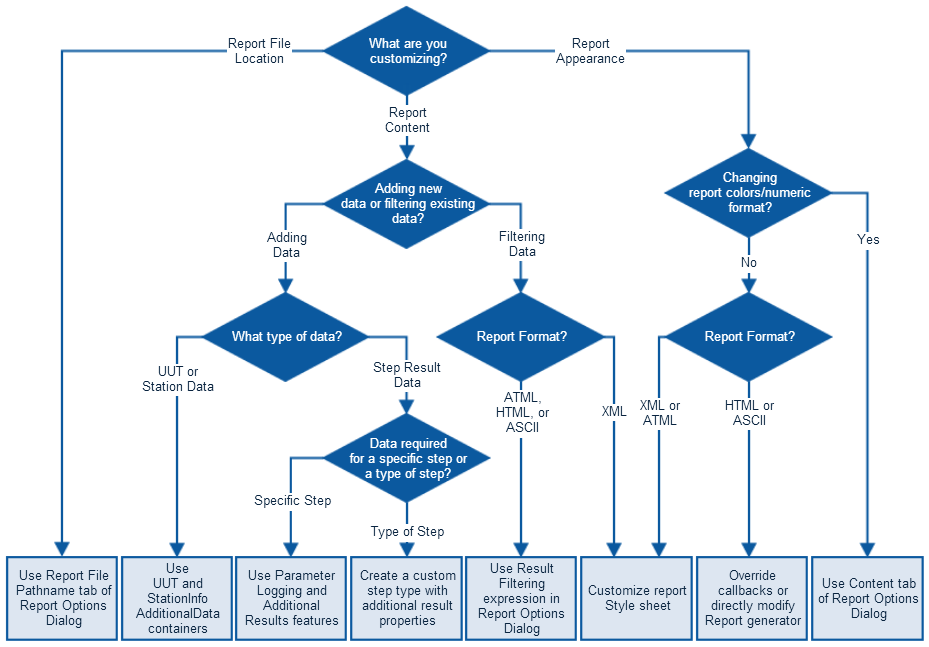 What are you
customizing?
Report File
Location
Report
Appearance
Report
Content
Adding new
data or filtering existing
data?
Changing
report colors/numeric
format?
Adding
Data
Filtering
Data
Yes
No
What type of data?
Report Format?
Report Format?
UUT or
Station Data
Step Result
Data
ATML,
HTML, or
ASCII
XML
XML or
ATML
HTML or
ASCII
Data required
for a specific step or
a type of step?
Specific Step
Type of Step
Use Report File
Pathname tab of
Report Options
Dialog
Use
UUT and
StationInfo
AdditionalData
containers
Use Parameter
Logging and
Additional
Results features
Create a custom
step type with
additional result
properties
Use Result
Filtering
expression in
Report Options
Dialog
Customize report
Style sheet
Override
callbacks or
directly modify
Report generator
Use Content tab
of Report Options
Dialog